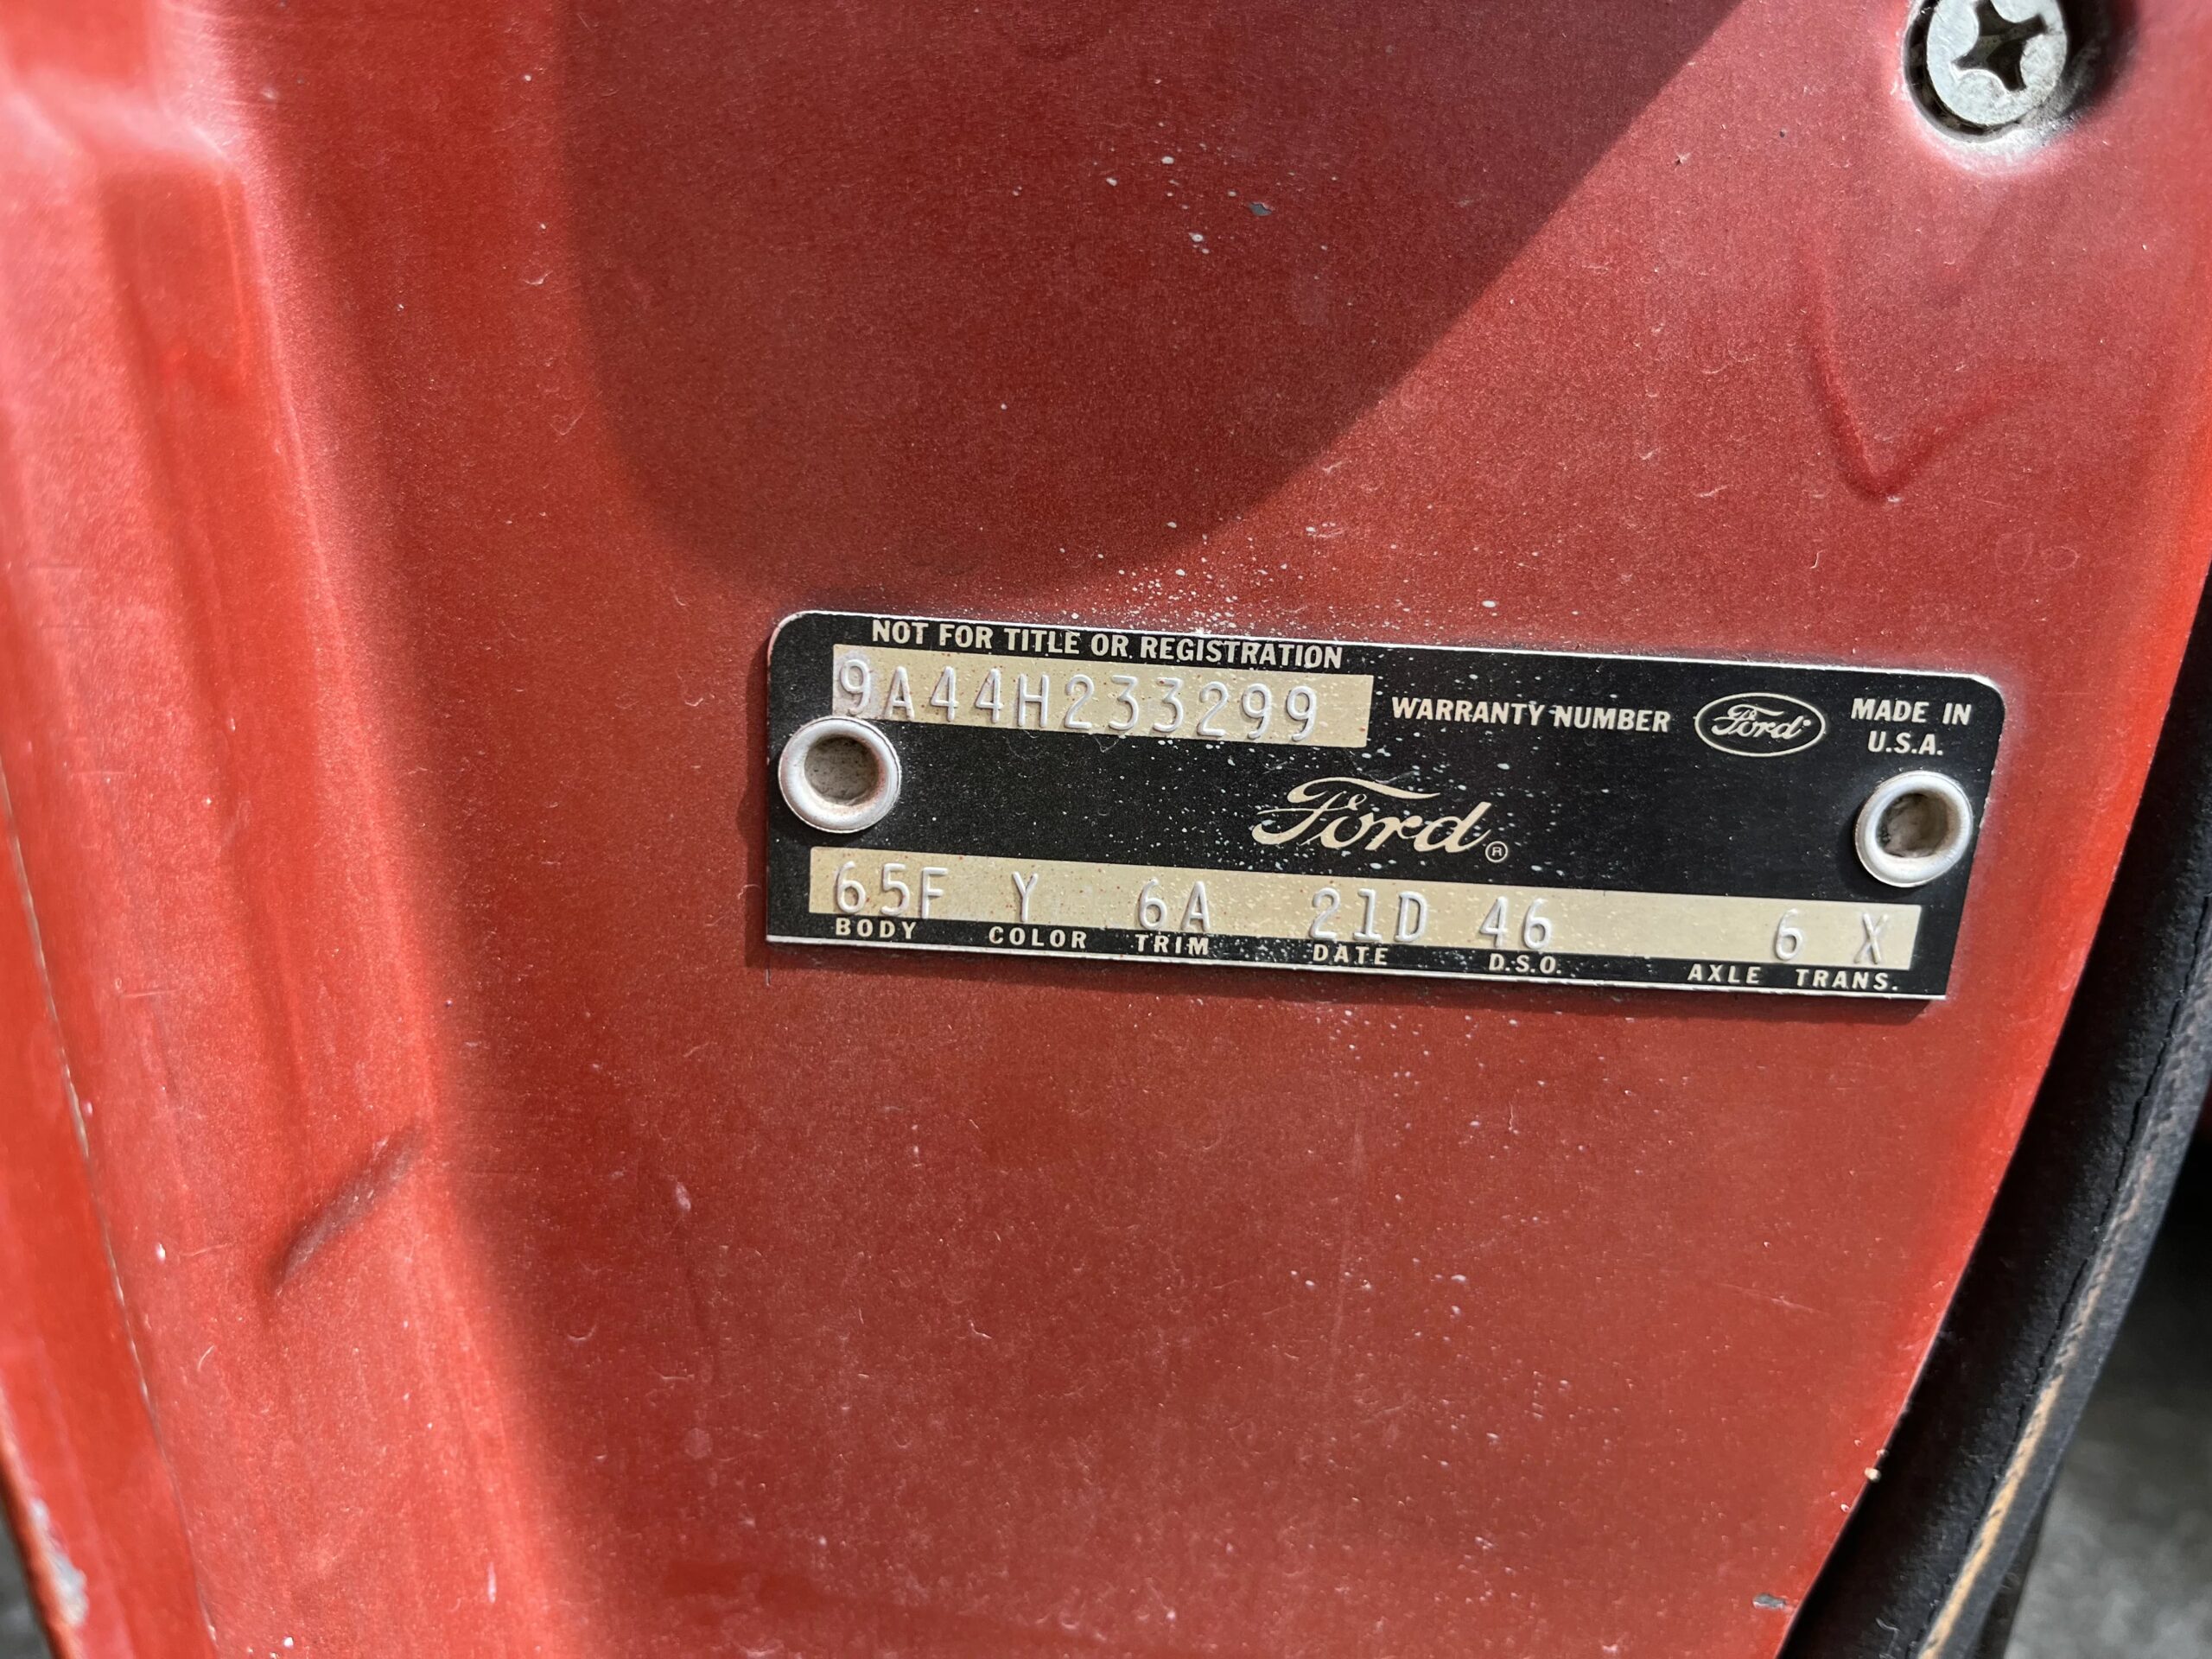 NOT FOR TITLE OR REGISTRATION
9A44H233299
WARRANTY NUMBER
Ford
MADE IN
U.S.A.
Ford®
65F Y 6A 21D 46 6 X
BODY COLOR TRIM DATE D.S.O. AXLE TRANS.